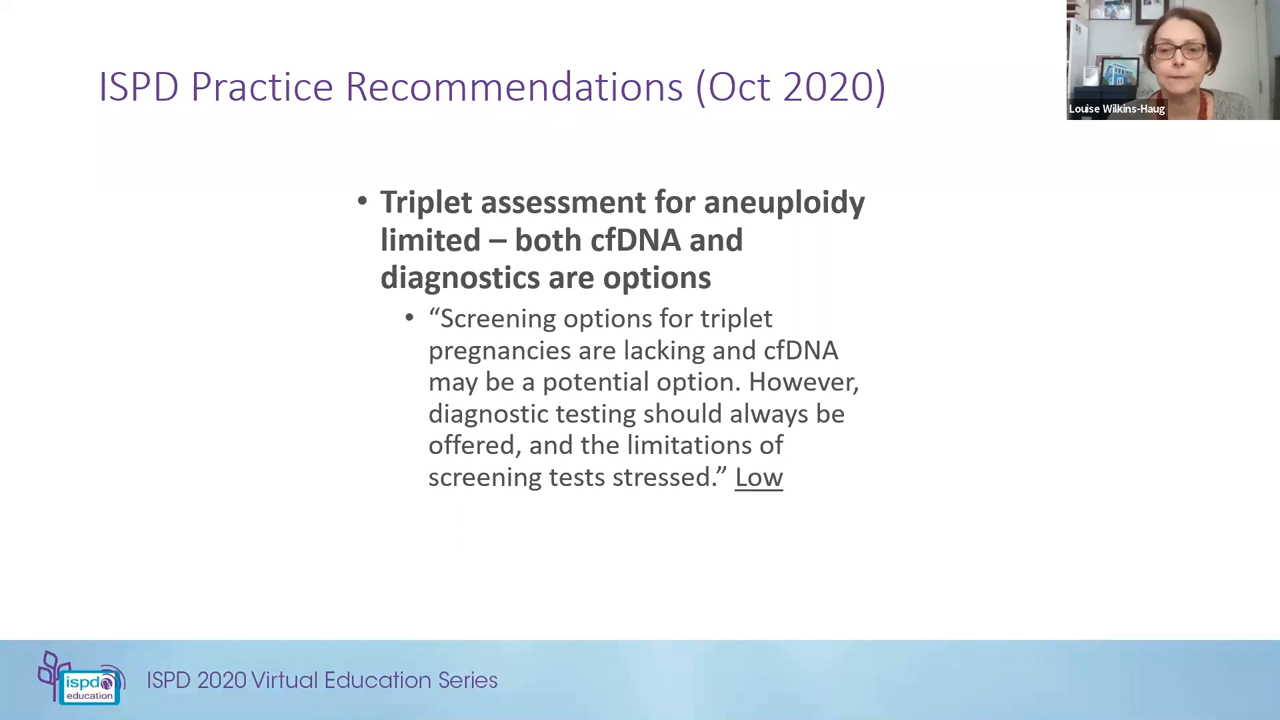 ISPD Practice Recommendations (Oct 2020)
Louise Wilkins-Haug
• Triplet assessment for aneuploidy
limited – both cfDNA and
diagnostics are options
• “Screening options for triplet
pregnancies are lacking and cfDNA
may be a potential option. However,
diagnostic testing should always be
offered, and the limitations of
screening tests stressed.” Low
ispd
education
ISPD 2020 Virtual Education Series